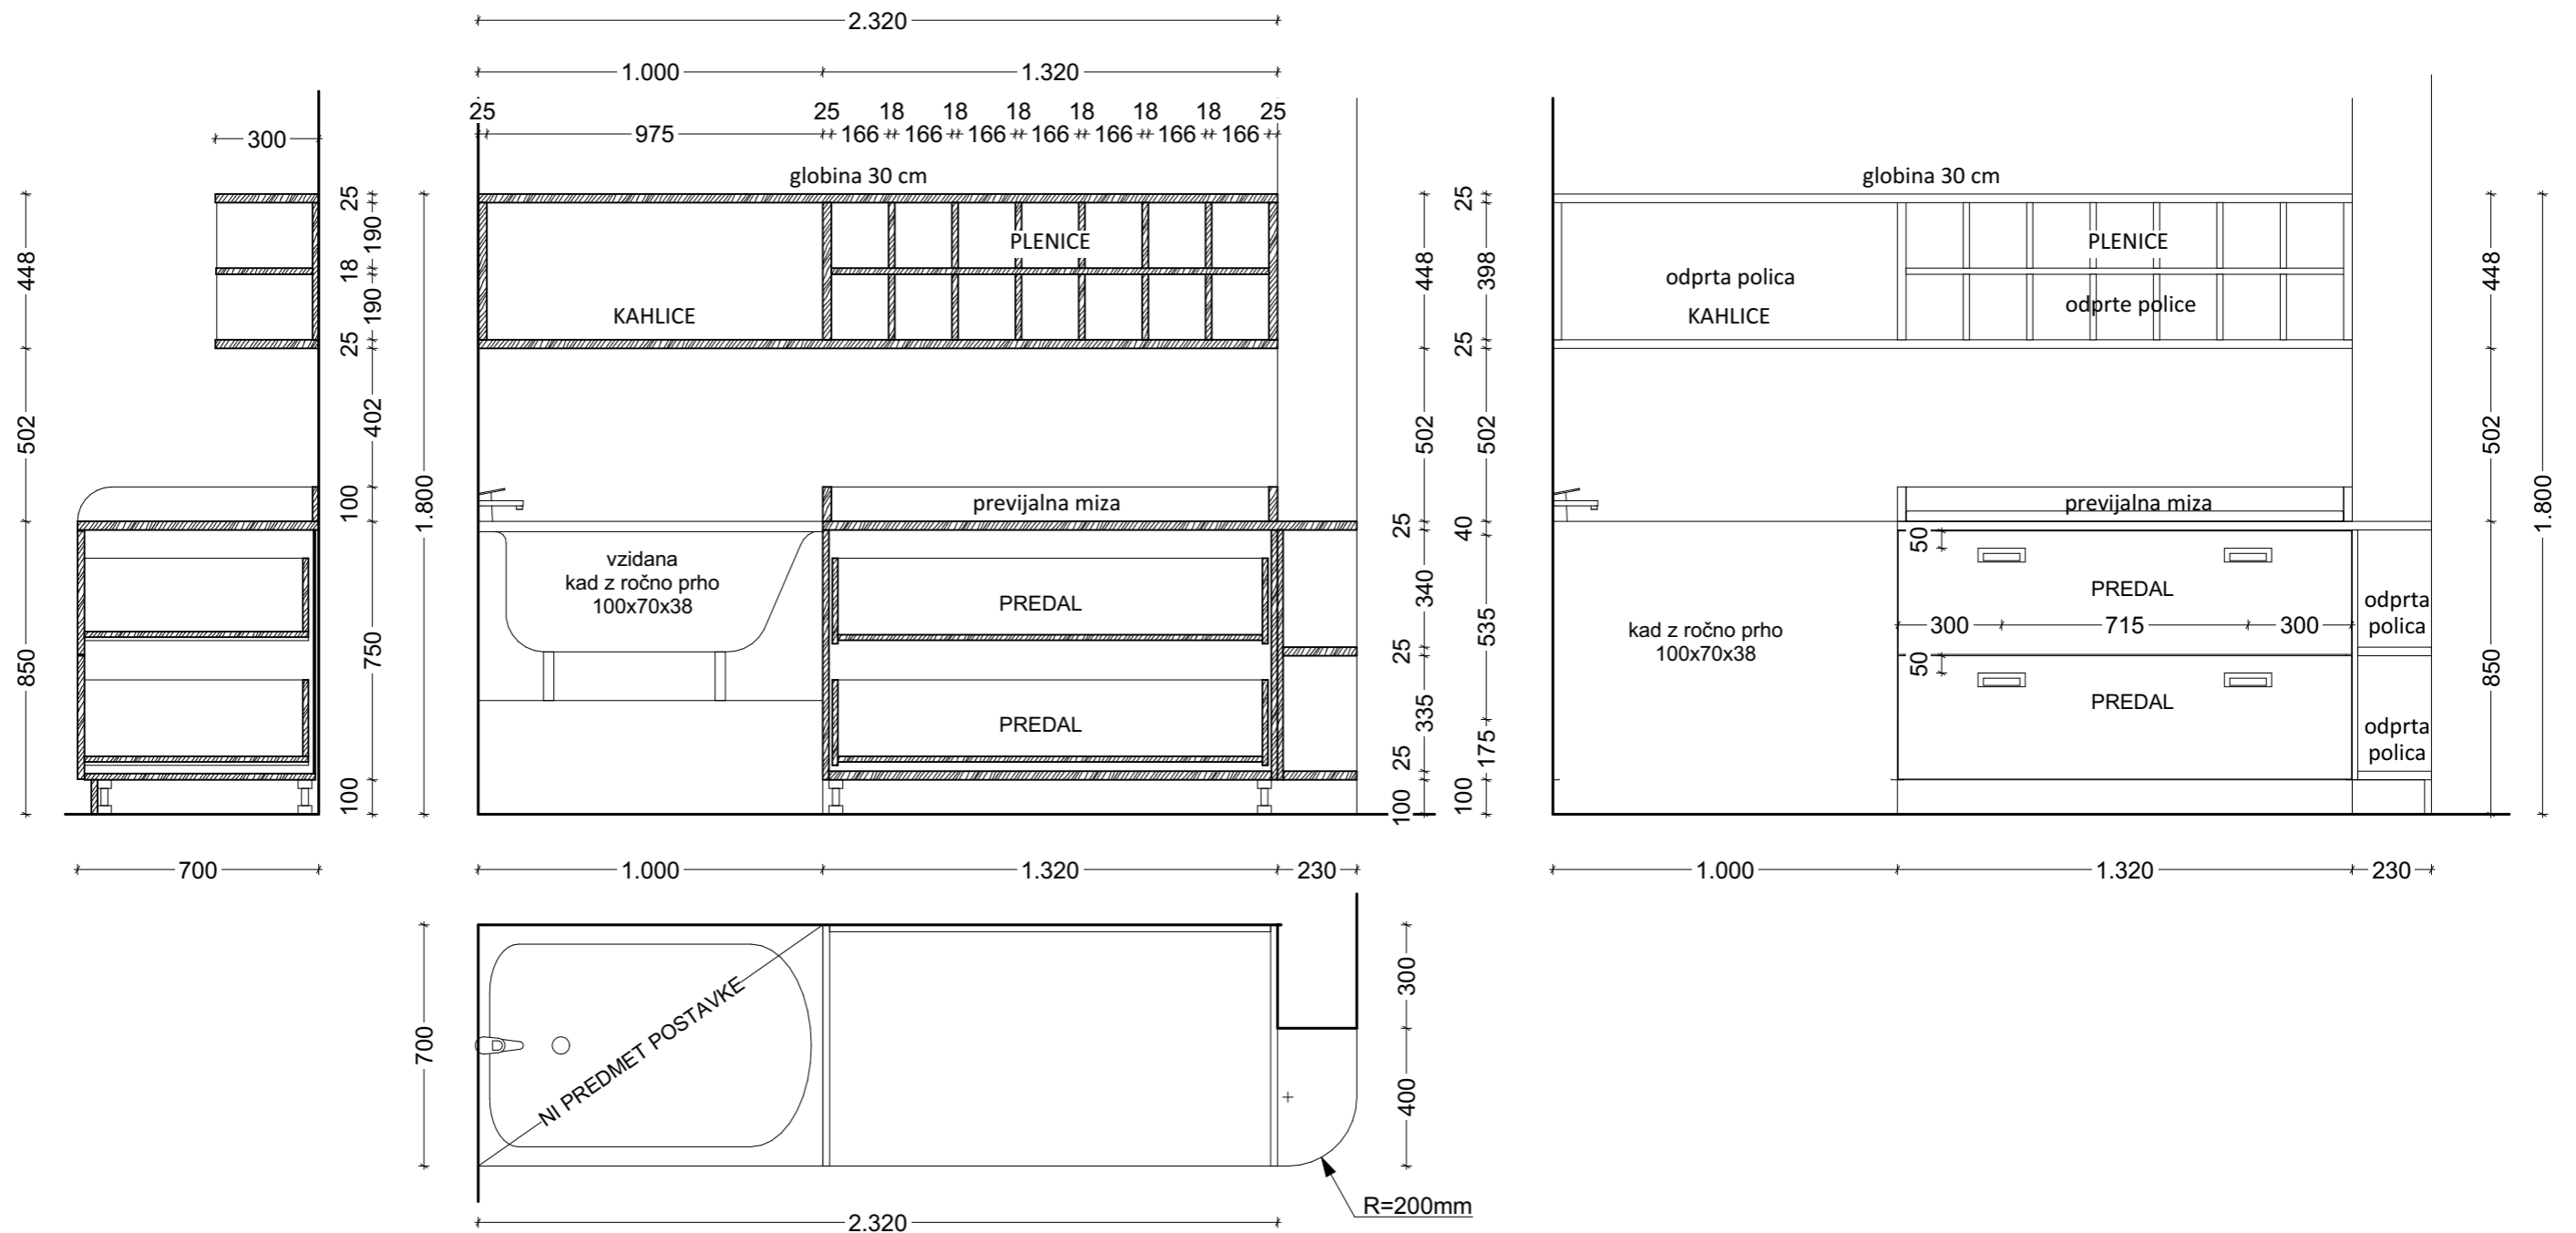 2.320
1.000 1.320
25 25 18 18 18 18 18 18 25
975 166 166 166 166 166 166 166
300
globina 30 cm
globina 30 cm
448
502
850
25
190
18
190
25
402
100
750
100
1.800
KAHLICE
PLENICE
previjalna miza
vzidana
kad z ročno prho
100x70x38
PREDAL
PREDAL
448
502
25
340
25
335
25
100
25
398
25
502
40
535
175
100
odprta polica
KAHLICE
PLENICE
odprte police
previjalna miza
kad z ročno prho
100x70x38
50
PREDAL
300 715 300
50
PREDAL
odprta
polica
odprta
polica
448
502
850
1.800
700
1.000 1.320 230
1.000 1.320 230
700
NI PREDMET POSTAVKE
300
400
R=200mm
2.320